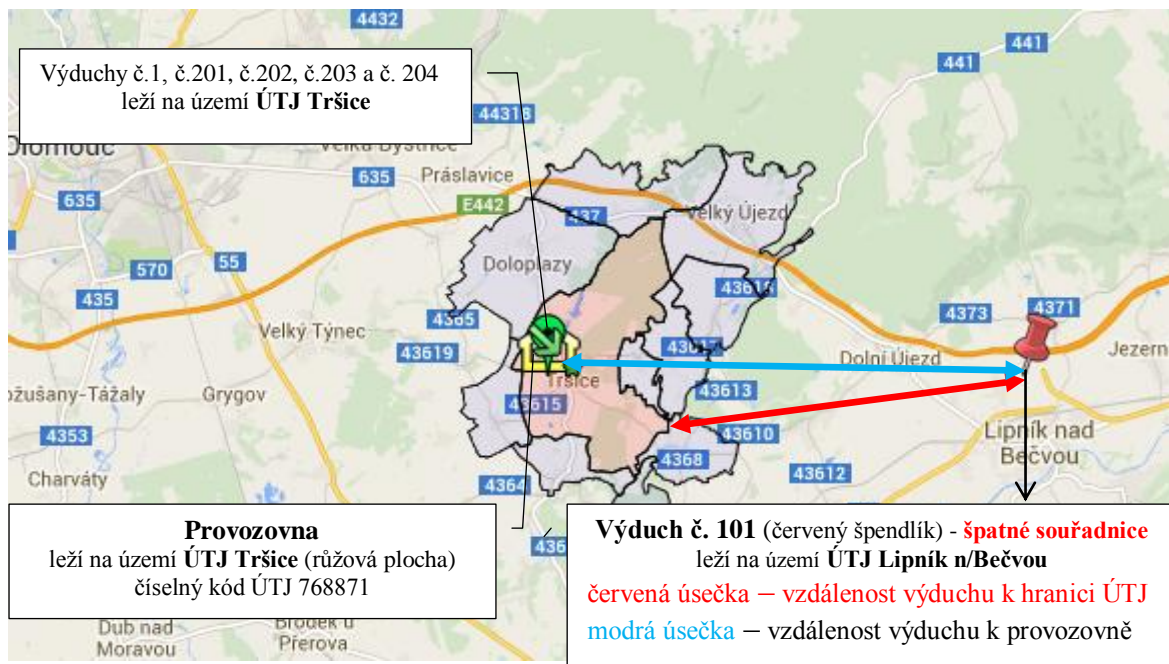 4432
441
441
Výduchy č.1, č.201, č.202, č.203 a č. 204
leží na území ÚTJ Tršice
44318
Olomouc
Velká Bystřice
635
Práslavice
635
E442
437
Velký Újezd
55
570
Doloplazy
43616
435
4365
4373
4371
Velký Týnec
43619
Dolní Újezd
Jezern
Tršice
43613
ožušany-Tážaly
Grygov
43615
4353
43610
Lipník nad
Bečvou
4368
43612
Charváty
4364
Provozovna
leží na území ÚTJ Tršice (růžová plocha)
číselný kód ÚTJ 768871
436
Výduch č. 101 (červený špendlík) - špatné souřadnice
leží na území ÚTJ Lipník n/Bečvou
červená úsečka – vzdálenost výduchu k hranici ÚTJ
modrá úsečka – vzdálenost výduchu k provozovně
Dub nad
Moravou
Brodek u
Přerova